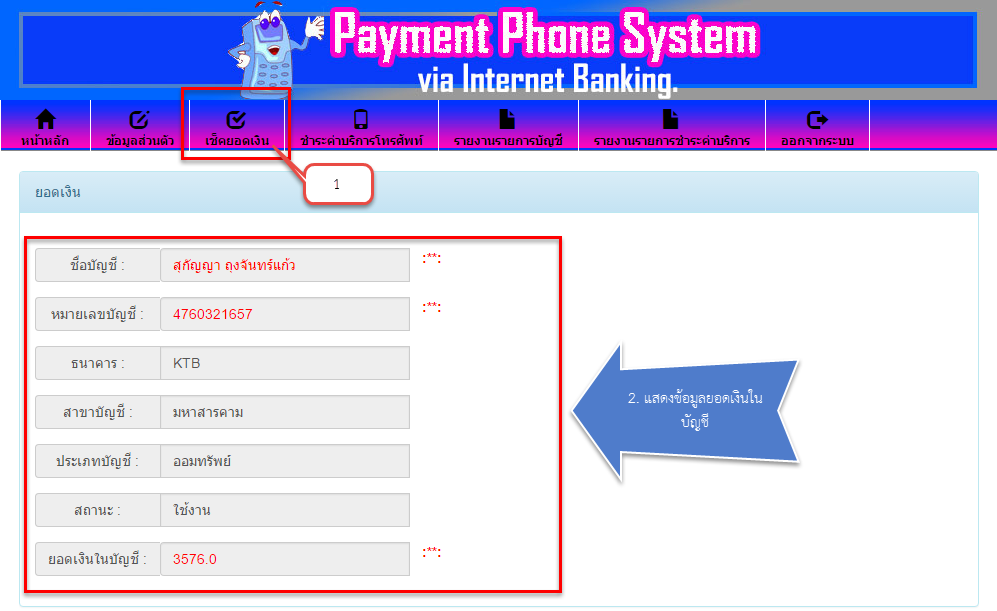 Payment Phone System
via Internet Banking.
หน้าหลัก
ข้อมูลส่วนตัว
เช็คยอดเงิน
ชำระค่าบริการโทรศัพท์
รายงานรายการบัญชี
รายงานรายการชำระค่าบริการ
ออกจากระบบ
1
ยอดเงิน
ชื่อบัญชี : สุกัญญา ถุงจันทร์แก้ว :**:
หมายเลขบัญชี : 4760321657 :**:
ธนาคาร : KTB
สาขาบัญชี : มหาสารคาม
ประเภทบัญชี : ออมทรัพย์
สถานะ : ใช้งาน
ยอดเงินในบัญชี : 3576.0 :**:
2. แสดงข้อมูลยอดเงินใน
บัญชี